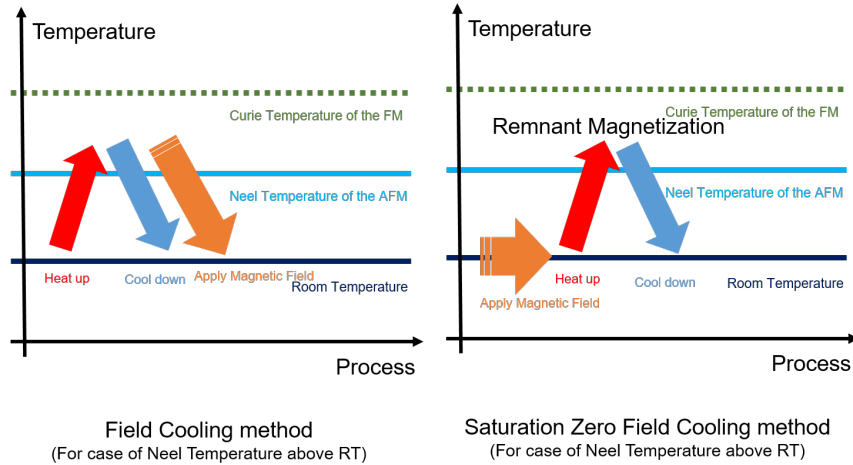 Temperature
Curie Temperature of the FM
Neel Temperature of the AFM
Heat up
Cool down
Apply Magnetic Field
Room Temperature
Process
Field Cooling method
(For case of Neel Temperature above RT)
Temperature
Curie Temperature of the FM
Remnant Magnetization
Neel Temperature of the AFM
Heat up
Cool down
Room Temperature
Apply Magnetic Field
Process
Saturation Zero Field Cooling method
(For case of Neel Temperature above RT)